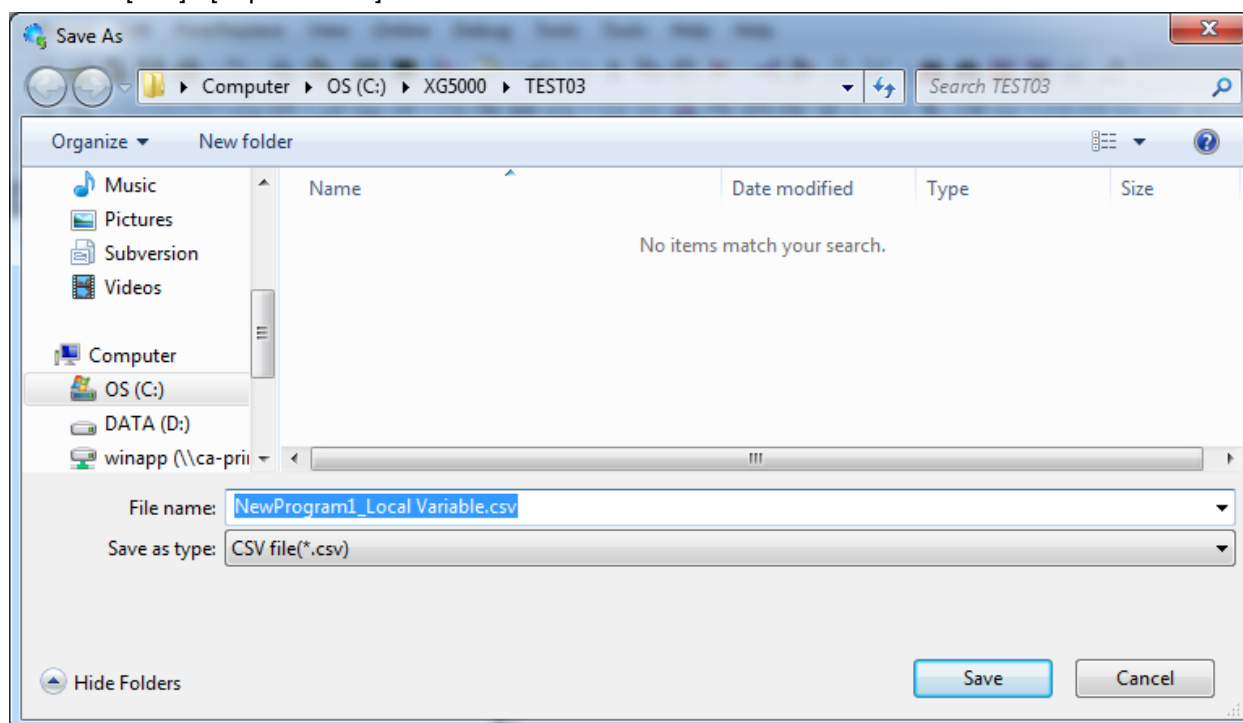 Save As
Computer ▸ OS (C:) ▸ XG5000 ▸ TEST03
Search TEST03
Organize
New folder
Music
Name
Date modified
Type
Size
Pictures
Subversion
No items match your search.
Videos
Computer
OS (C:)
DATA (D:)
winapp (\\ca-pri
File name: NewProgram1_Local Variable.csv
Save as type: CSV file(*.csv)
Hide Folders
Save
Cancel